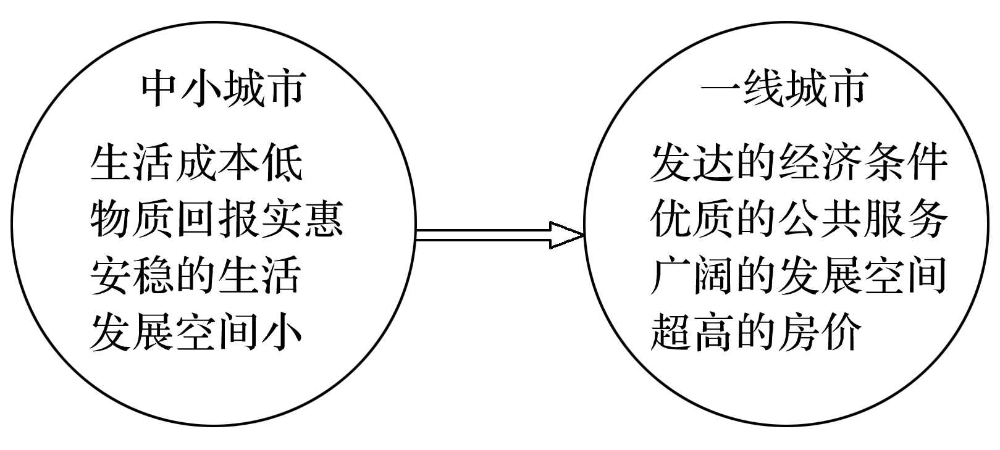 中小城市
生活成本低
物质回报实惠
安稳的生活
发展空间小
一线城市
发达的经济条件
优质的公共服务
广阔的发展空间
超高的房价